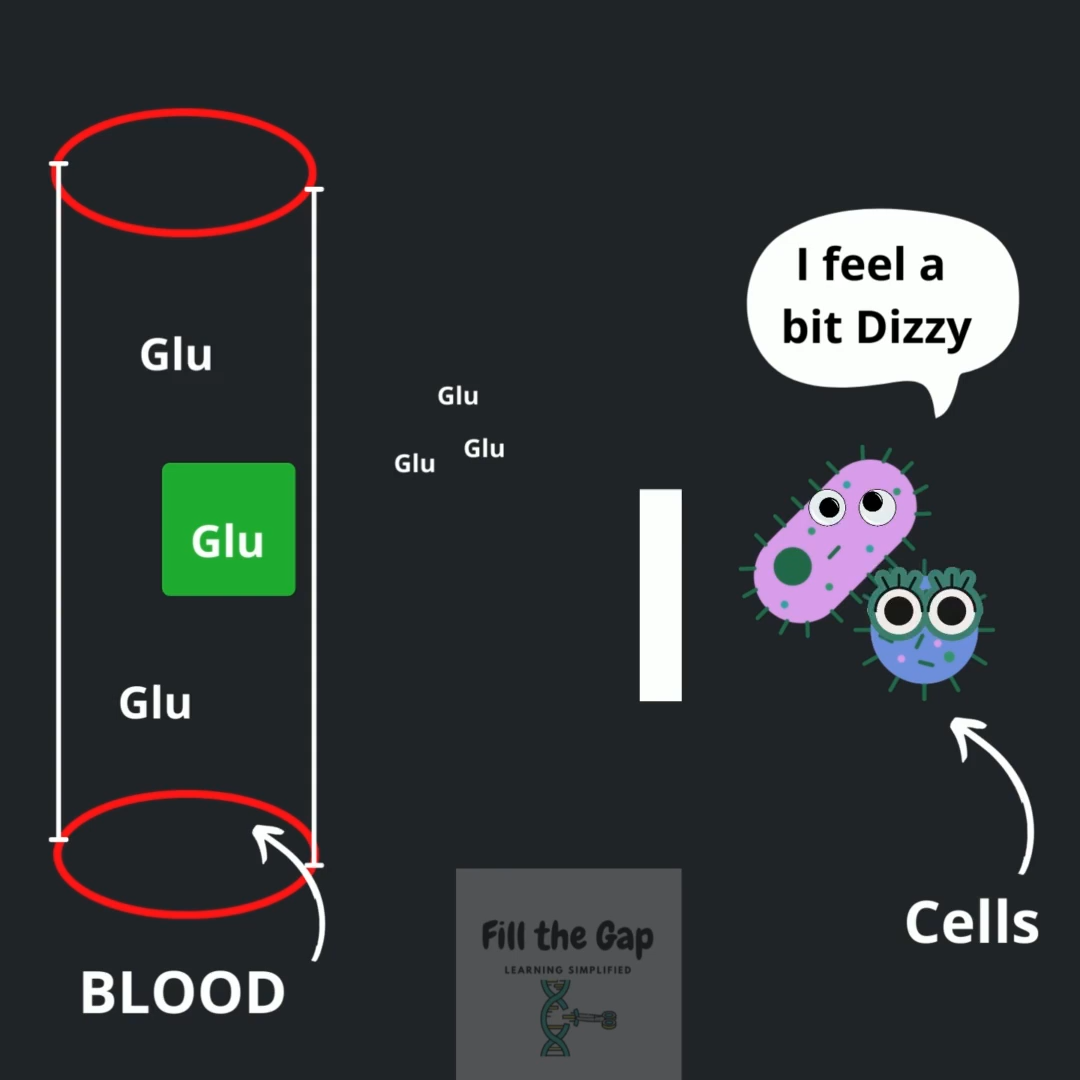 I feel a
bit Dizzy
Glu
Glu
Glu
Glu
Glu
Glu
Cells
BLOOD
Fill the Gap
LEARNING SIMPLIFIED